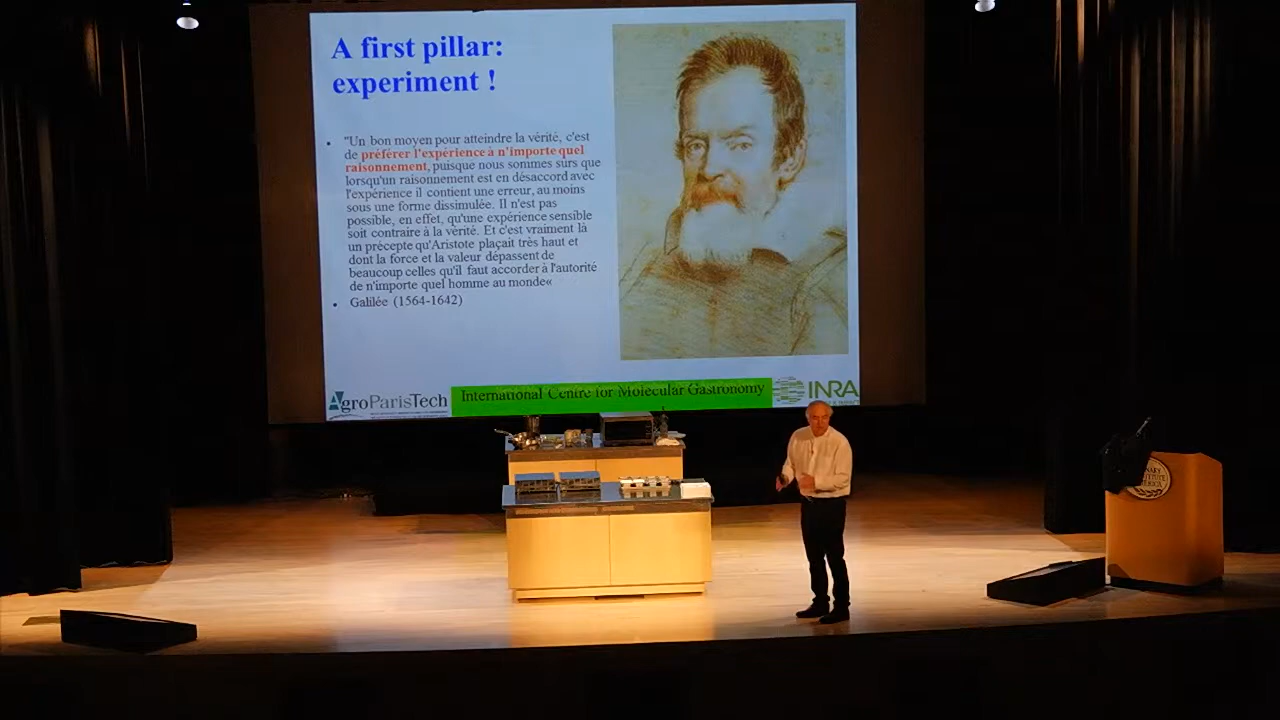 A first pillar:
experiment !
• "Un bon moyen pour atteindre la vérité, c'est
de préférer l'expérience à n'importe quel
raisonnement, puisque nous sommes sûrs que
lorsqu'un raisonnement est en désaccord avec
l'expérience il contient une erreur, au moins
sous une forme dissimulée. Il n'est pas
possible, en effet, qu'une expérience sensible
soit contraire à la vérité. Et c'est vraiment là
un précepte qu'Aristote plaçait très haut et
dont la force et la valeur dépassent de
beaucoup celles qu'il faut accorder à l'autorité
de n'importe quel homme au monde«
• Galilée (1564-1642)
AgroParisTech
International Centre for Molecular Gastronomy
INRA